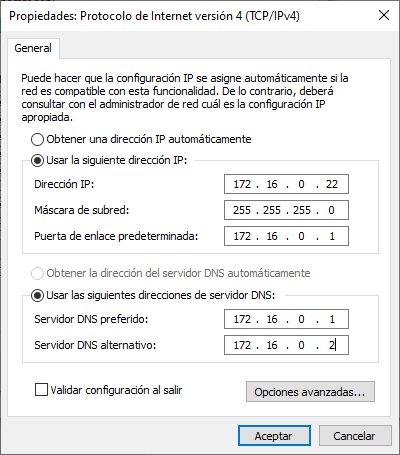 Propiedades: Protocolo de Internet versión 4 (TCP/IPv4)
General
Puede hacer que la configuración IP se asigne automáticamente si la
red es compatible con esta funcionalidad. De lo contrario, deberá
consultar con el administrador de red cuál es la configuración IP
apropiada.
Obtener una dirección IP automáticamente
Usar la siguiente dirección IP:
Dirección IP: 172 . 16 . 0 . 22
Máscara de subred: 255 . 255 . 255 . 0
Puerta de enlace predeterminada: 172 . 16 . 0 . 1
Obtener la dirección del servidor DNS automáticamente
Usar las siguientes direcciones de servidor DNS:
Servidor DNS preferido: 172 . 16 . 0 . 1
Servidor DNS alternativo: 172 . 16 . 0 . 2
Validar configuración al salir
Opciones avanzadas...
Aceptar Cancelar